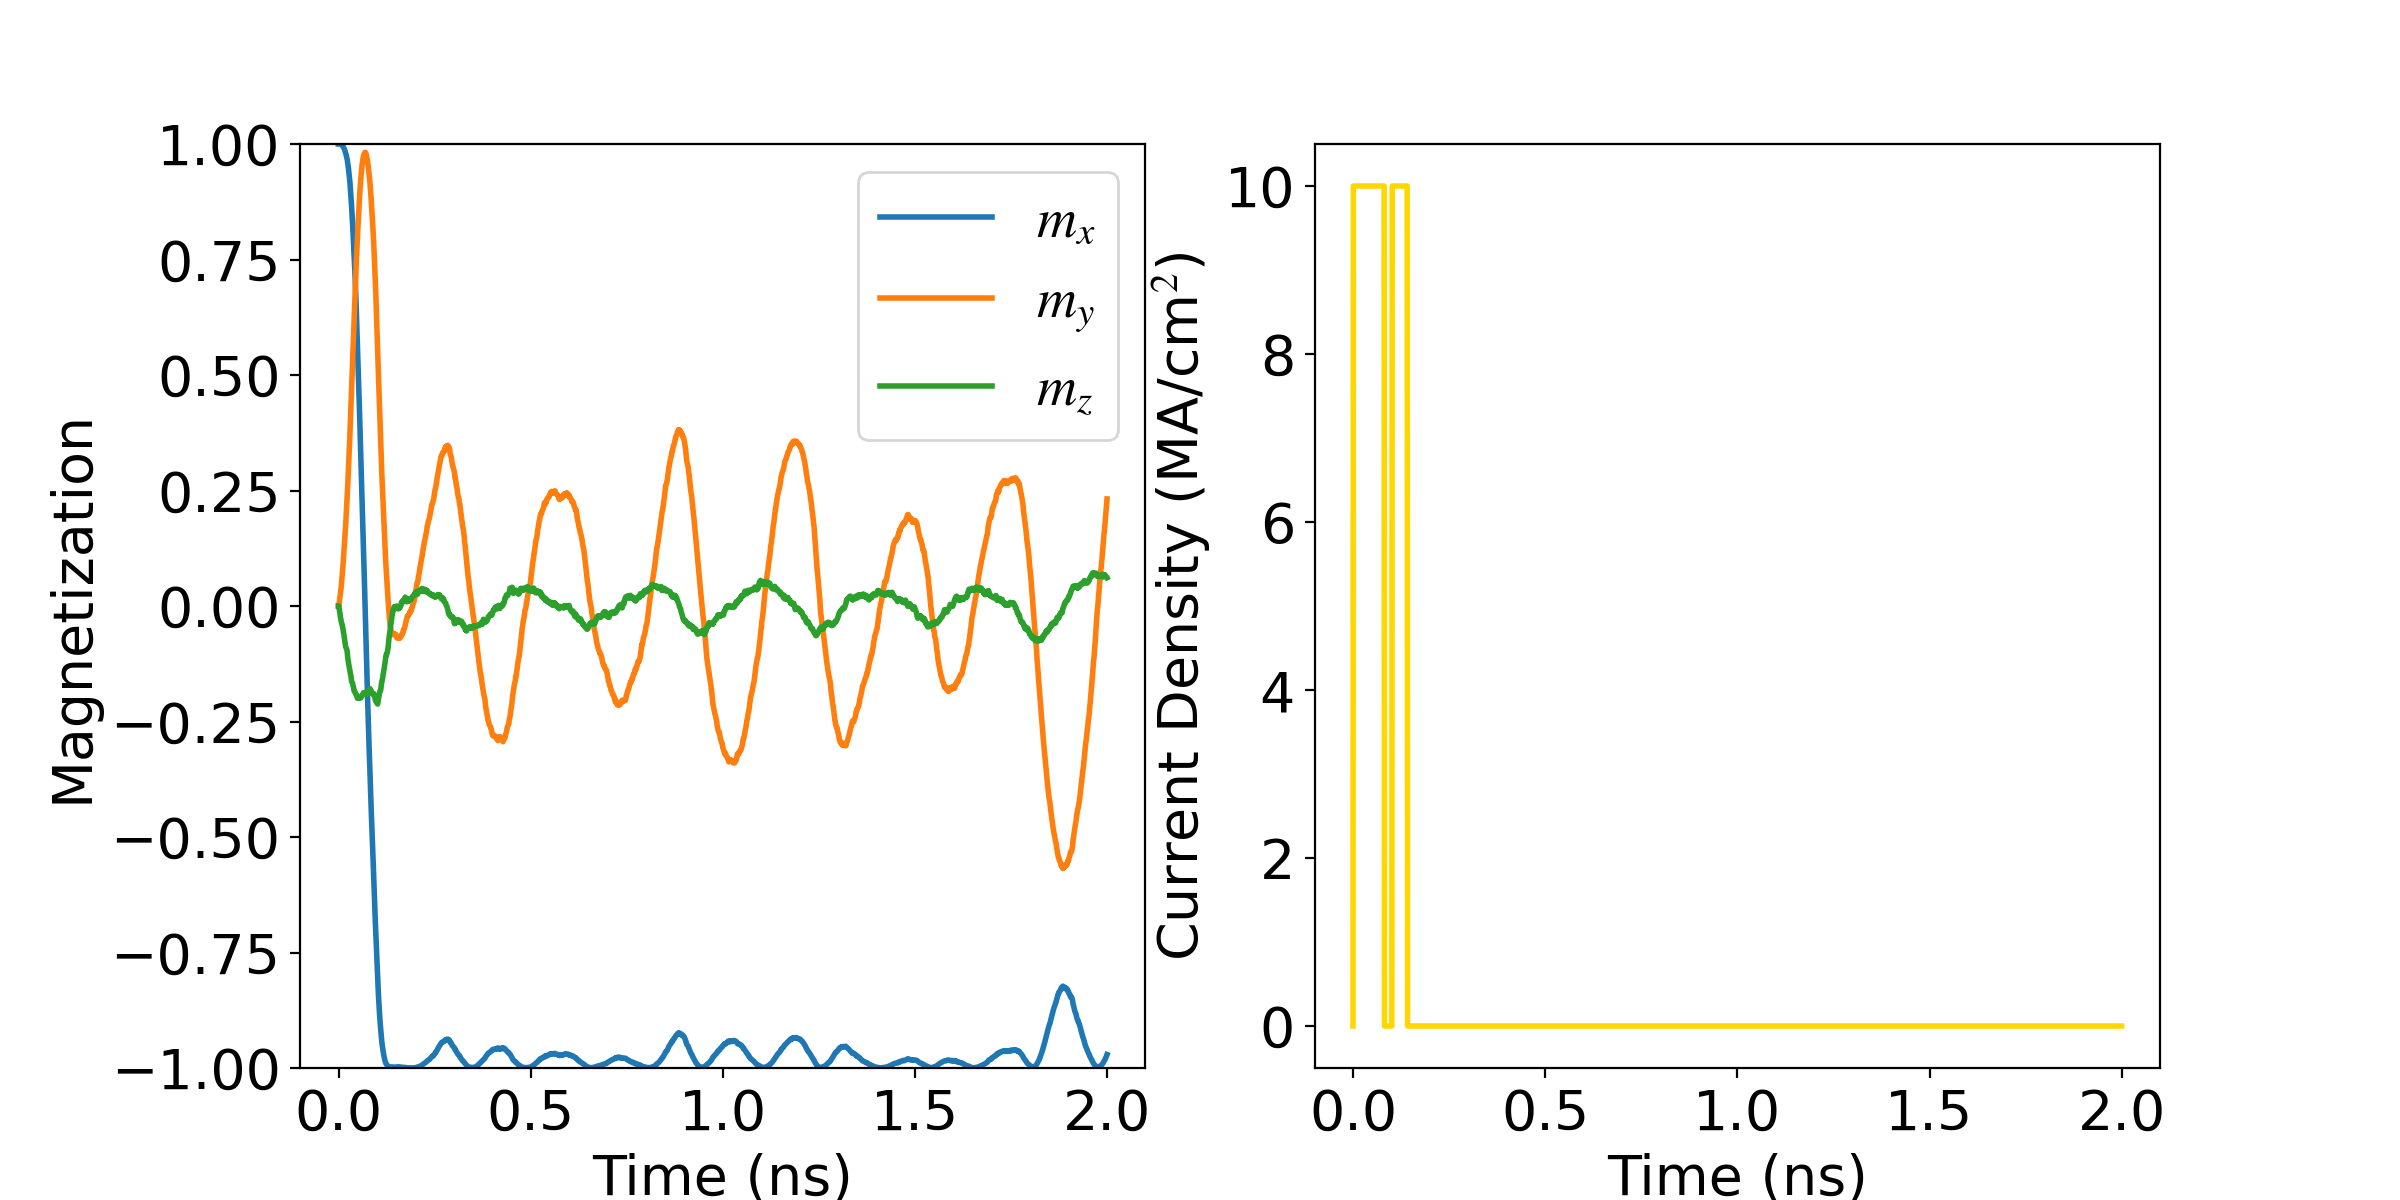 Magnetization
1.00
0.75
0.50
0.25
0.00
−0.25
−0.50
−0.75
−1.00
0.0 0.5 1.0 1.5 2.0
Time (ns)
m_x
m_y
m_z
Current Density (MA/cm²)
10
8
6
4
2
0
0.0 0.5 1.0 1.5 2.0
Time (ns)